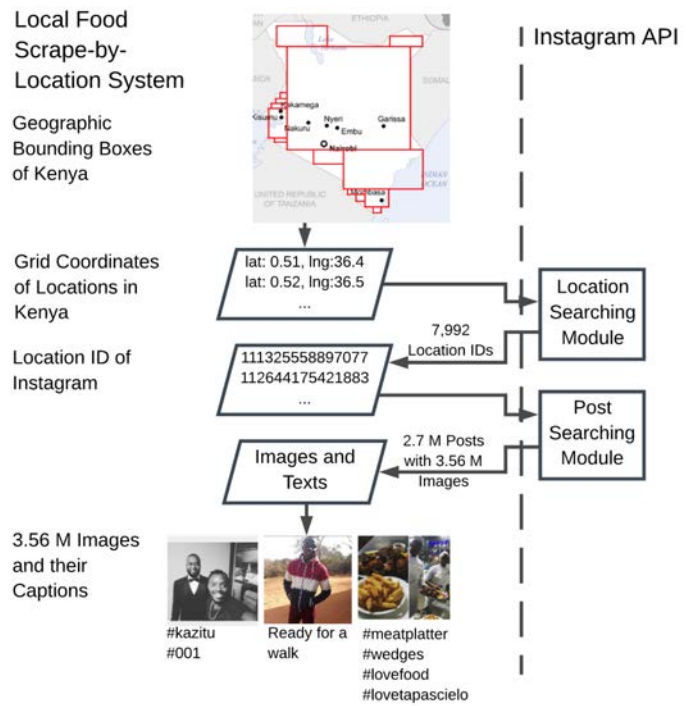 Local Food
Scrape-by-
Location System
Instagram API
Geographic
Bounding Boxes
of Kenya
ETHIOPIA
SOMAL
Kakamega
Kisumu
Nakuru
Nyeri
Embu
Garissa
Nairobi
UNITED REPUBLIC
OF TANZANIA
INDIAN
OCEAN
Mombasa
Grid Coordinates
of Locations in
Kenya
lat: 0.51, lng:36.4
lat: 0.52, lng:36.5
...
Location
Searching
Module
7,992
Location IDs
Location ID of
Instagram
111325558897077
112644175421883
...
Post
Searching
Module
2.7 M Posts
with 3.56 M
Images
Images and
Texts
3.56 M Images
and their
Captions
#kazitu
#001
Ready for a
walk
#meatplatter
#wedges
#lovefood
#lovetapascielo